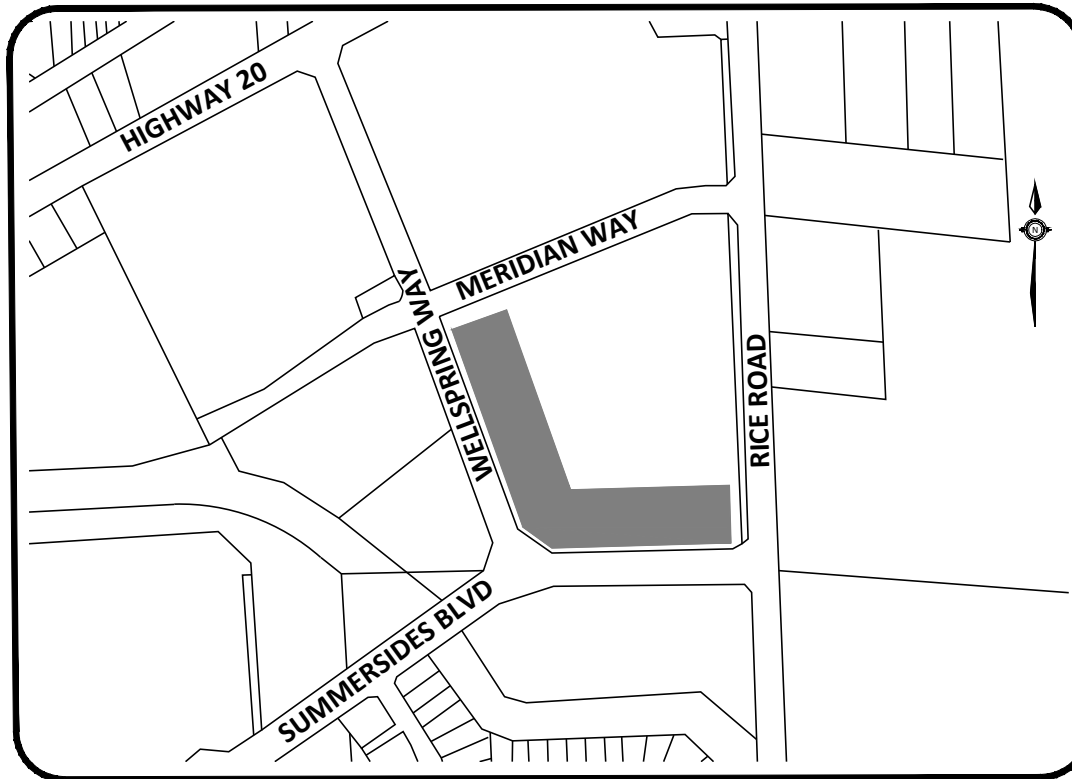 HIGHWAY 20
MERIDIAN WAY
N
WELLSPRING WAY
RICE ROAD
SUMMERSIDES BLVD